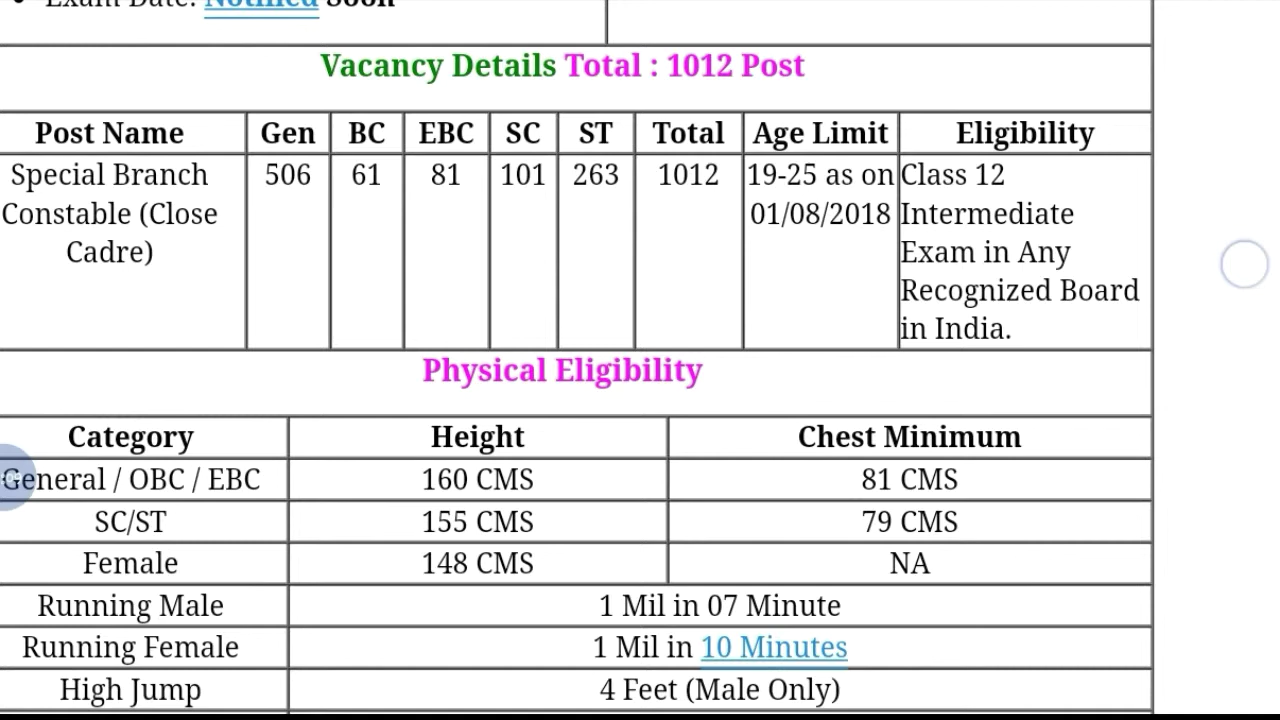 Exam Date: Notified Soon
Vacancy Details Total : 1012 Post
Post Name Gen BC EBC SC ST Total Age Limit Eligibility
Special Branch 506 61 81 101 263 1012 19-25 as on Class 12
Constable (Close 01/08/2018 Intermediate
Cadre) Exam in Any
Recognized Board
in India.
Physical Eligibility
Category Height Chest Minimum
General / OBC / EBC 160 CMS 81 CMS
SC/ST 155 CMS 79 CMS
Female 148 CMS NA
Running Male 1 Mil in 07 Minute
Running Female 1 Mil in 10 Minutes
High Jump 4 Feet (Male Only)